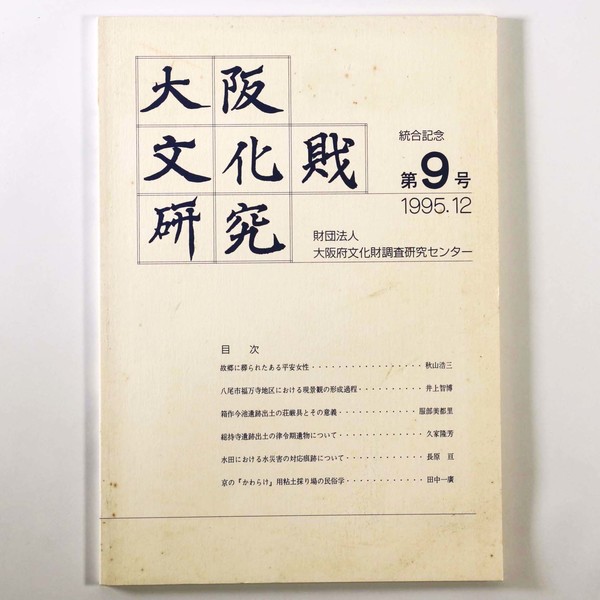 大阪
文化財
研究
統合記念
第9号
1995.12
財団法人
大阪府文化財調査研究センター
目次
故郷に葬られたある平安女性・・・・・・・・・・・・・・・・・・秋山浩三
八尾市福万寺地区における現景観の形成過程・・・・・・・・・・・・井上智博
箱作今池遺跡出土の荘厳具とその意義・・・・・・・・・・・・・服部美都里
総持寺遺跡出土の律令期遺物について・・・・・・・・・・・・・・久家隆芳
水田における水災害の対応痕跡について・・・・・・・・・・・・・長原亘
京の『かわらけ』用粘土採り場の民俗学・・・・・・・・・・・・・田中一廣